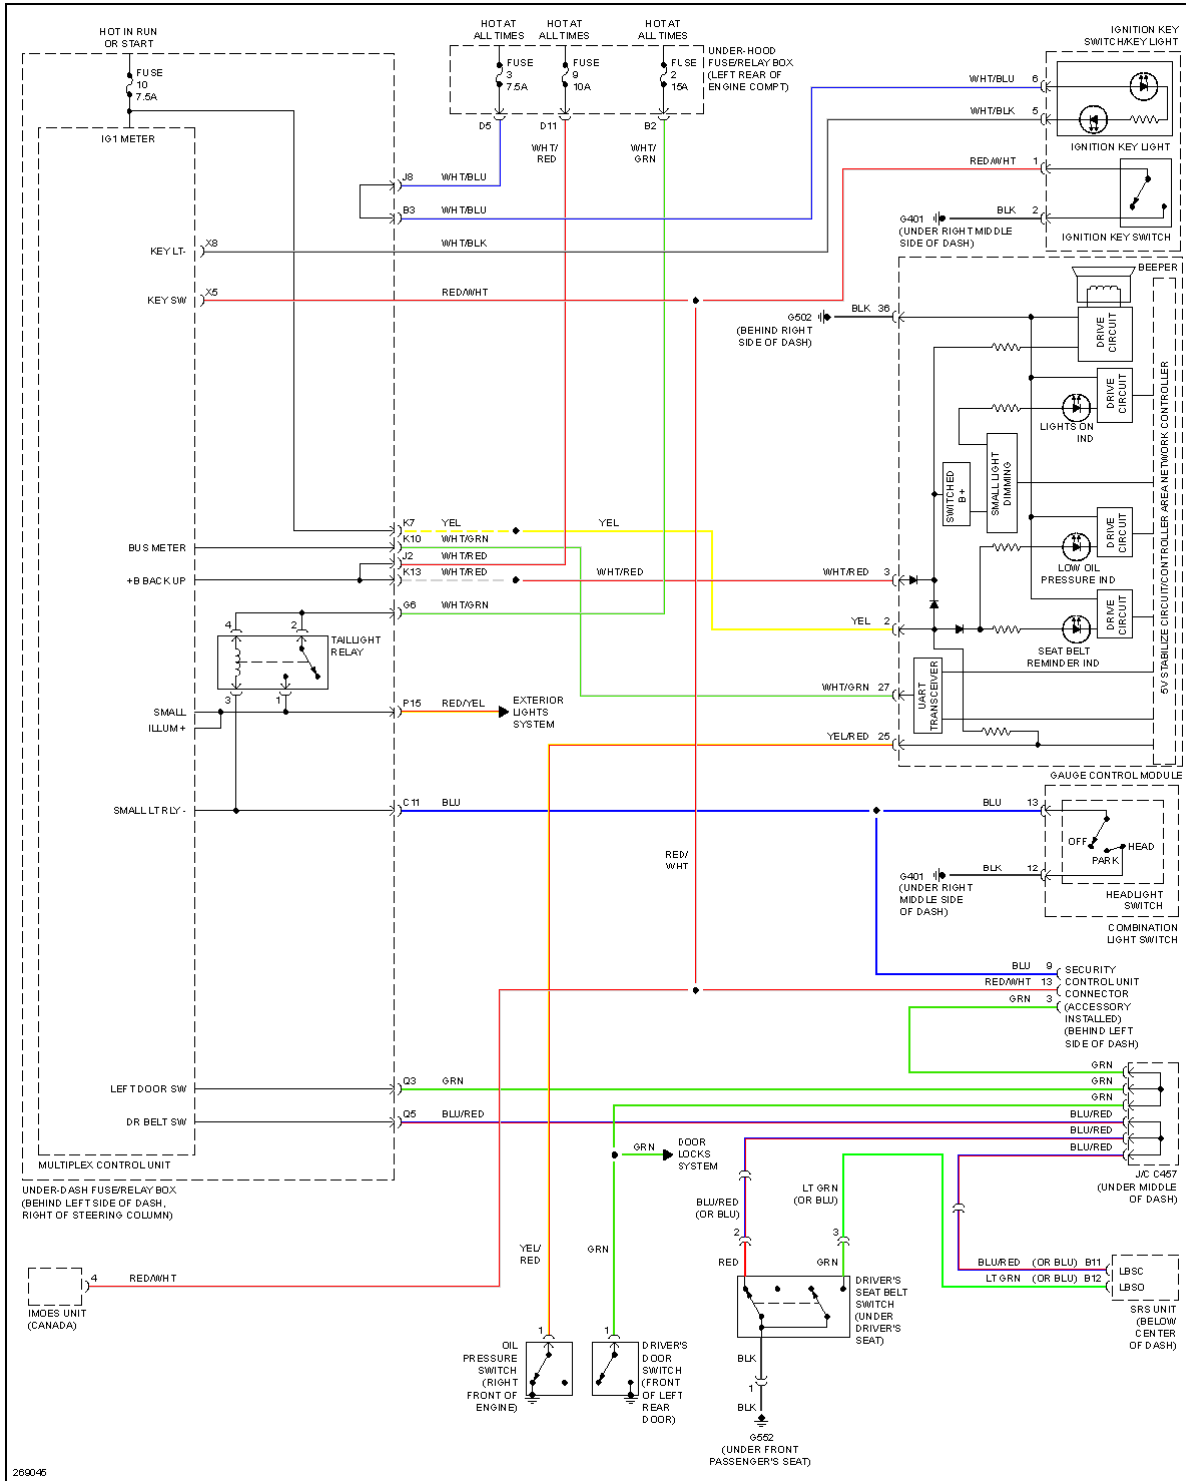 HOT IN RUN
OR START
FUSE
10
7.5A
IG1 METER
HOT AT
ALL TIMES
HOT AT
ALL TIMES
HOT AT
ALL TIMES
FUSE
3
7.5A
FUSE
9
10A
FUSE
2
15A
UNDER-HOOD
FUSE/RELAY BOX
(LEFT REAR OF
ENGINE COMPT)
D5
D11
B2
WHT/
RED
WHT/
GRN
IGNITION KEY
SWITCH/KEY LIGHT
WHT/BLU 6
WHT/BLK 5
IGNITION KEY LIGHT
RED/WHT 1
BLK 2
IGNITION KEY SWITCH
G401
(UNDER RIGHT MIDDLE
SIDE OF DASH)
J8 WHT/BLU
B3 WHT/BLU
KEY LT- X8 WHT/BLK
KEY SW X5 RED/WHT
BEEPER
BLK 36
G502
(BEHIND RIGHT
SIDE OF DASH)
DRIVE
CIRCUIT
DRIVE
CIRCUIT
LIGHTS ON
IND
SWITCHED
B+
SMALL LIGHT
DIMMING
DRIVE
CIRCUIT
LOW OIL
PRESSURE IND
DRIVE
CIRCUIT
SEAT BELT
REMINDER IND
UART
TRANSCEIVER
5V STABILIZE CIRCUIT/CONTROLLER AREA NETWORK CONTROLLER
K7 YEL YEL
BUS METER K10 WHT/GRN
J2 WHT/RED
+B BACK UP K13 WHT/RED WHT/RED WHT/RED 3
G6 WHT/GRN
YEL 2
4 2
TAILLIGHT
RELAY
3 1
WHT/GRN 27
SMALL P15 RED/YEL
ILLUM+
EXTERIOR
LIGHTS
SYSTEM
YEL/RED 25
GAUGE CONTROL MODULE
SMALL LT RLY - C11 BLU BLU 13
OFF
PARK
HEAD
BLK 12
G401
(UNDER RIGHT
MIDDLE SIDE
OF DASH)
HEADLIGHT
SWITCH
COMBINATION
LIGHT SWITCH
RED/
WHT
BLU 9
RED/WHT 13
GRN 3
SECURITY
CONTROL UNIT
CONNECTOR
(ACCESSORY
INSTALLED)
(BEHIND LEFT
SIDE OF DASH)
LEFT DOOR SW Q3 GRN
DR BELT SW Q5 BLU/RED
GRN
GRN
GRN
BLU/RED
BLU/RED
BLU/RED
J/C C457
(UNDER MIDDLE
OF DASH)
MULTIPLEX CONTROL UNIT
UNDER-DASH FUSE/RELAY BOX
(BEHIND LEFT SIDE OF DASH,
RIGHT OF STEERING COLUMN)
GRN
DOOR
LOCKS
SYSTEM
BLU/RED
(OR BLU)
LT GRN
(OR BLU)
2
3
RED
GRN
YEL/
RED
GRN
BLU/RED (OR BLU) B11 LBSC
LT GRN (OR BLU) B12 LBSO
SRS UNIT
(BELOW
CENTER
OF DASH)
4 RED/WHT
IMOES UNIT
(CANADA)
DRIVER'S
SEAT BELT
SWITCH
(UNDER
DRIVER'S
SEAT)
1
OIL
PRESSURE
SWITCH
(RIGHT
FRONT OF
ENGINE)
1
DRIVER'S
DOOR
SWITCH
(FRONT
OF LEFT
REAR
DOOR)
BLK
1
BLK
G552
(UNDER FRONT
PASSENGER'S SEAT)
269045